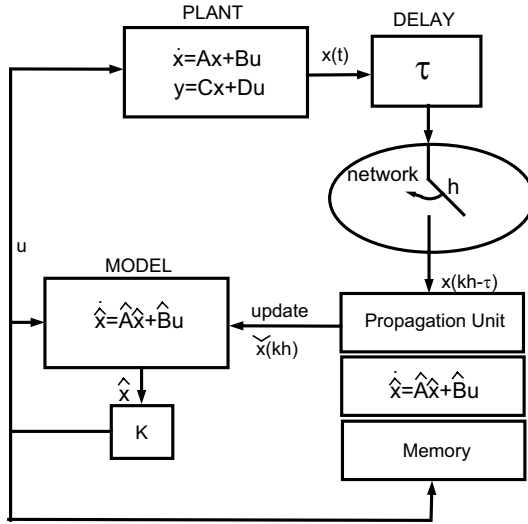 PLANT
DELAY
ẋ=Ax+Bu
y=Cx+Du
x(t)
τ
network
h
u
MODEL
x(kh-τ)
x̂̇=Âx̂+B̂u
update
x̌(kh)
Propagation Unit
x̂
x̂̇=Âx̂+B̂u
K
Memory